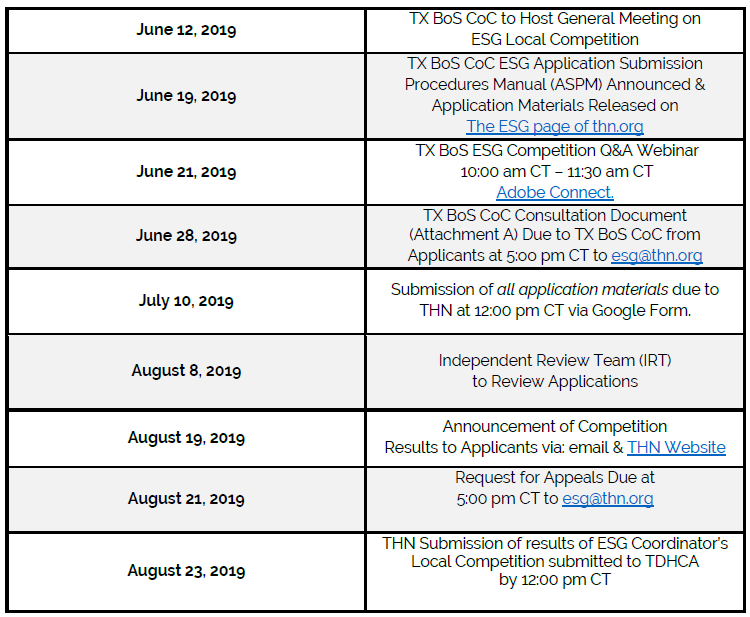 June 12, 2019
TX BoS CoC to Host General Meeting on
ESG Local Competition
June 19, 2019
TX BoS CoC ESG Application Submission
Procedures Manual (ASPM) Announced &
Application Materials Released on
The ESG page of thn.org
June 21, 2019
TX BoS ESG Competition Q&A Webinar
10:00 am CT – 11:30 am CT
Adobe Connect.
June 28, 2019
TX BoS CoC Consultation Document
(Attachment A) Due to TX BoS CoC from
Applicants at 5:00 pm CT to esg@thn.org
July 10, 2019
Submission of all application materials due to
THN at 12:00 pm CT via Google Form.
August 8, 2019
Independent Review Team (IRT)
to Review Applications
August 19, 2019
Announcement of Competition
Results to Applicants via: email & THN Website
August 21, 2019
Request for Appeals Due at
5:00 pm CT to esg@thn.org
August 23, 2019
THN Submission of results of ESG Coordinator's
Local Competition submitted to TDHCA
by 12:00 pm CT